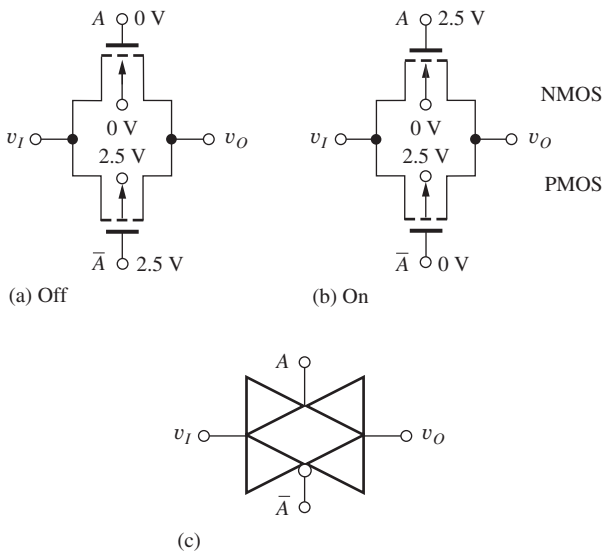 A 0 V
0 V
v_I v_O
2.5 V
A̅ 2.5 V
(a) Off
A 2.5 V
NMOS
0 V
v_I v_O
2.5 V
PMOS
A̅ 0 V
(b) On
A
v_I v_O
A̅
(c)